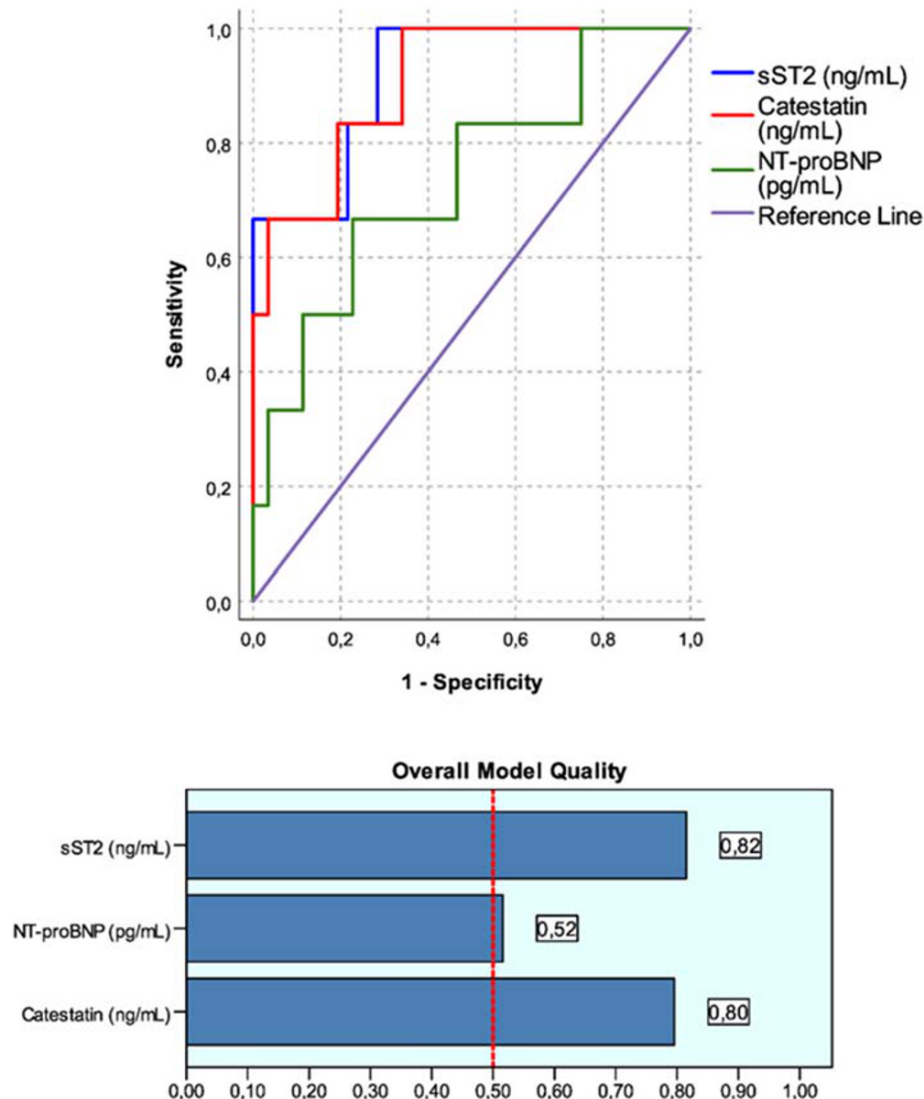 1,0
0,8
0,6
0,4
0,2
0,0
Sensitivity
0,0 0,2 0,4 0,6 0,8 1,0
1 - Specificity
sST2 (ng/mL)
Catestatin
(ng/mL)
NT-proBNP
(pg/mL)
Reference Line
Overall Model Quality
sST2 (ng/mL)
0,82
NT-proBNP (pg/mL)
0,52
Catestatin (ng/mL)
0,80
0,00 0,10 0,20 0,30 0,40 0,50 0,60 0,70 0,80 0,90 1,00